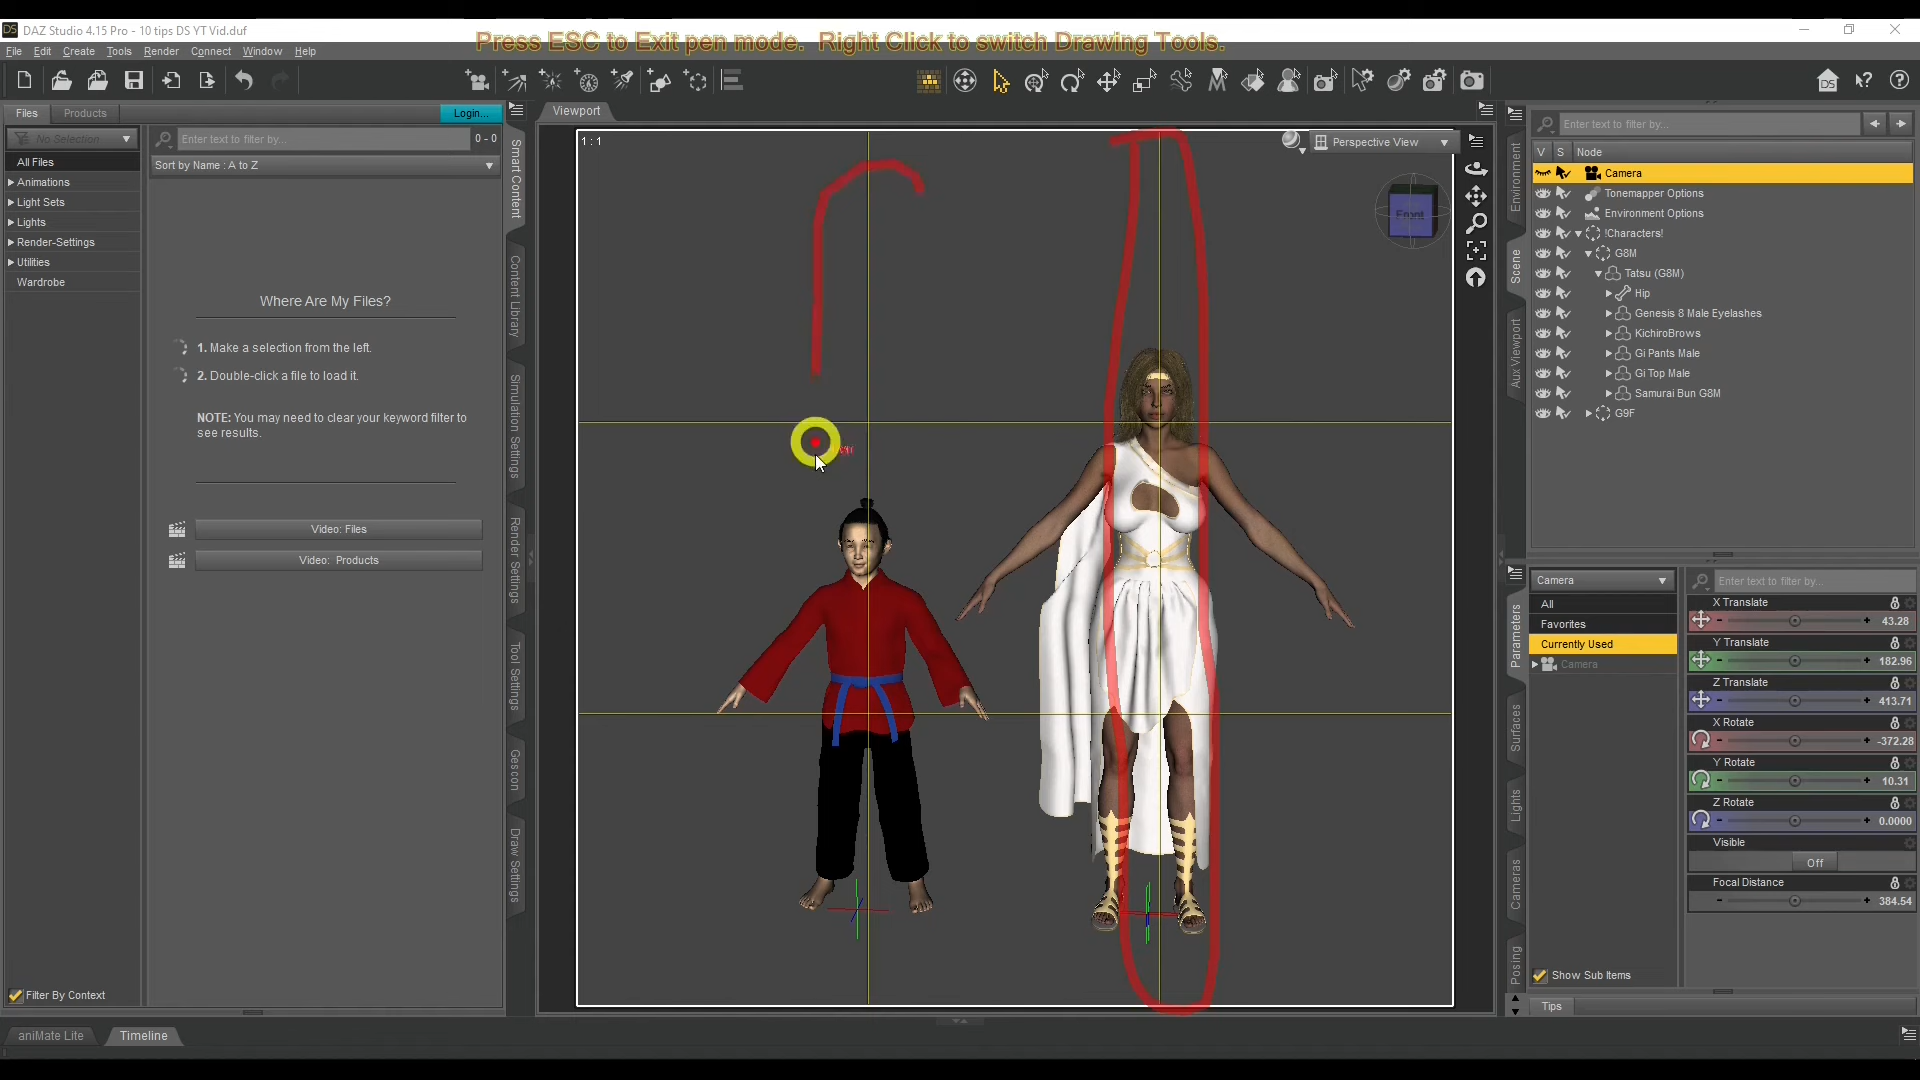 DAZ Studio 4.15 Pro - 10 tips DS YT Vid.duf
File Edit Create Tools Render Connect Window Help
Press ESC to Exit pen mode. Right Click to switch Drawing Tools.
Files Products Login...
No Selection
Enter text to filter by... 0 - 0
Sort by Name : A to Z
All Files
Animations
Light Sets
Lights
Render-Settings
Utilities
Wardrobe
Where Are My Files?
1. Make a selection from the left.
2. Double-click a file to load it.
NOTE: You may need to clear your keyword filter to
see results.
Video: Files
Video: Products
Filter By Context
Smart Content
Content Library
Simulation Settings
Render Settings
Tool Settings
Gescon
Draw Settings
Viewport
1 : 1
Perspective View
Front
Environment
Scene
Aux Viewport
Enter text to filter by...
V S Node
Camera
Tonemapper Options
Environment Options
!Characters!
G8M
Tatsu (G8M)
Hip
Genesis 8 Male Eyelashes
KichiroBrows
Gi Pants Male
Gi Top Male
Samurai Bun G8M
G9F
Parameters
Surfaces
Lights
Cameras
Posing
Camera
All
Favorites
Currently Used
Camera
Show Sub Items
Enter text to filter by...
X Translate
43.28
Y Translate
182.96
Z Translate
413.71
X Rotate
-372.28
Y Rotate
10.31
Z Rotate
0.0000
Visible
Off
Focal Distance
384.54
Tips
aniMate Lite Timeline